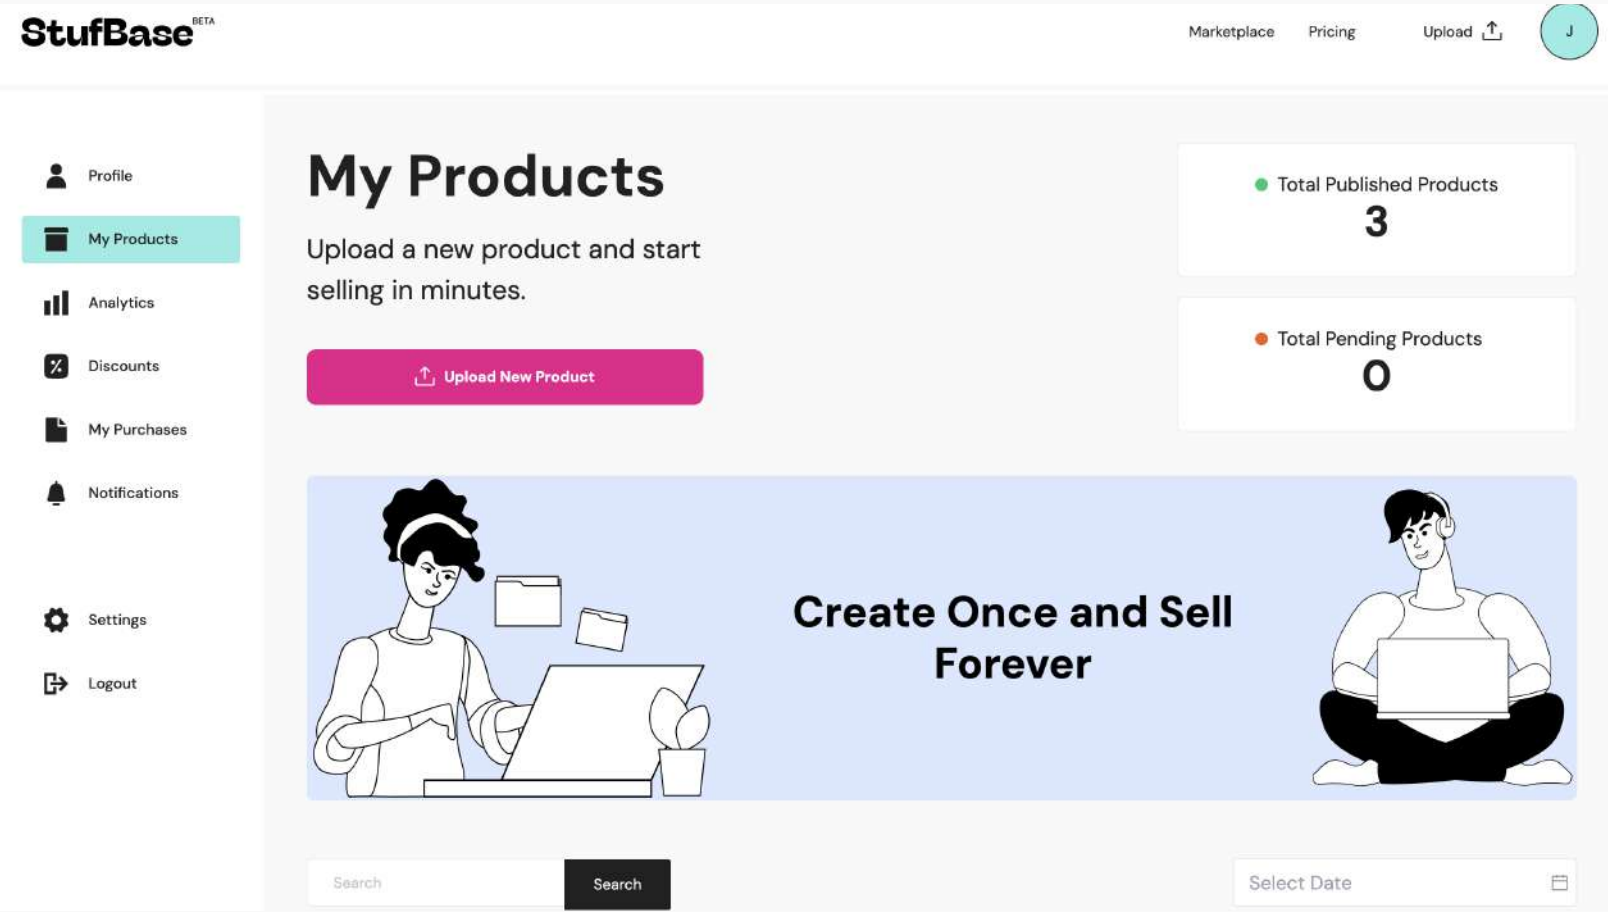 StufBase BETA
Marketplace
Pricing
Upload
J
Profile
My Products
Analytics
Discounts
My Purchases
Notifications
Settings
Logout
My Products
Upload a new product and start
selling in minutes.
Upload New Product
Total Published Products
3
Total Pending Products
0
Create Once and Sell
Forever
Search
Search
Select Date